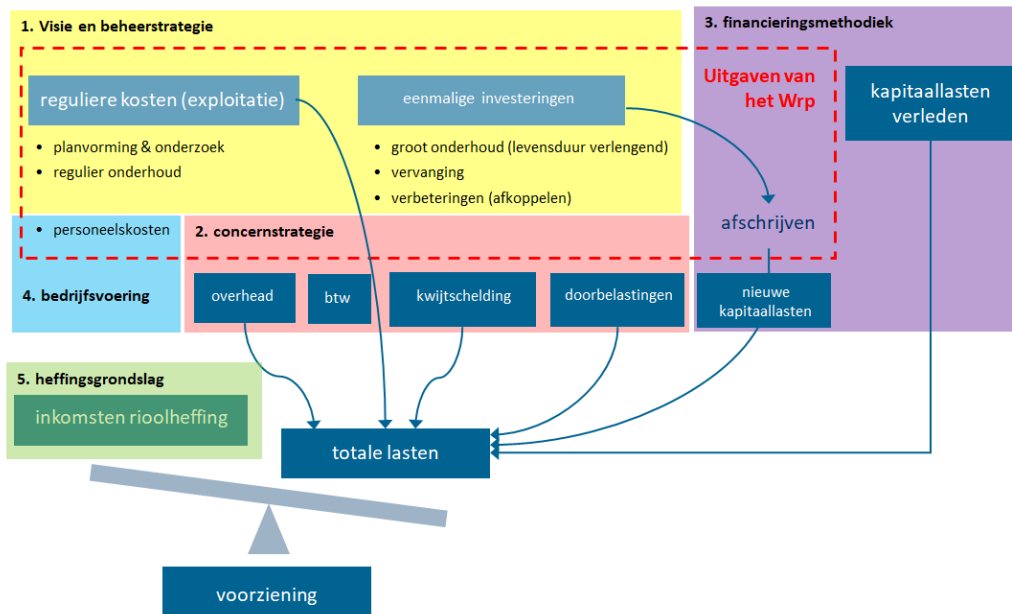 1. Visie en beheerstrategie
3. financieringsmethodiek
reguliere kosten (exploitatie)
eenmalige investeringen
Uitgaven van
het Wrp
kapitaallasten
verleden
• planvorming & onderzoek
• regulier onderhoud
• groot onderhoud (levensduur verlengend)
• vervanging
• verbeteringen (afkoppelen)
• personeelskosten
2. concernstrategie
afschrijven
4. bedrijfsvoering
overhead
btw
kwijtschelding
doorbelastingen
nieuwe
kapitaallasten
5. heffingsgrondslag
inkomsten rioolheffing
totale lasten
voorziening